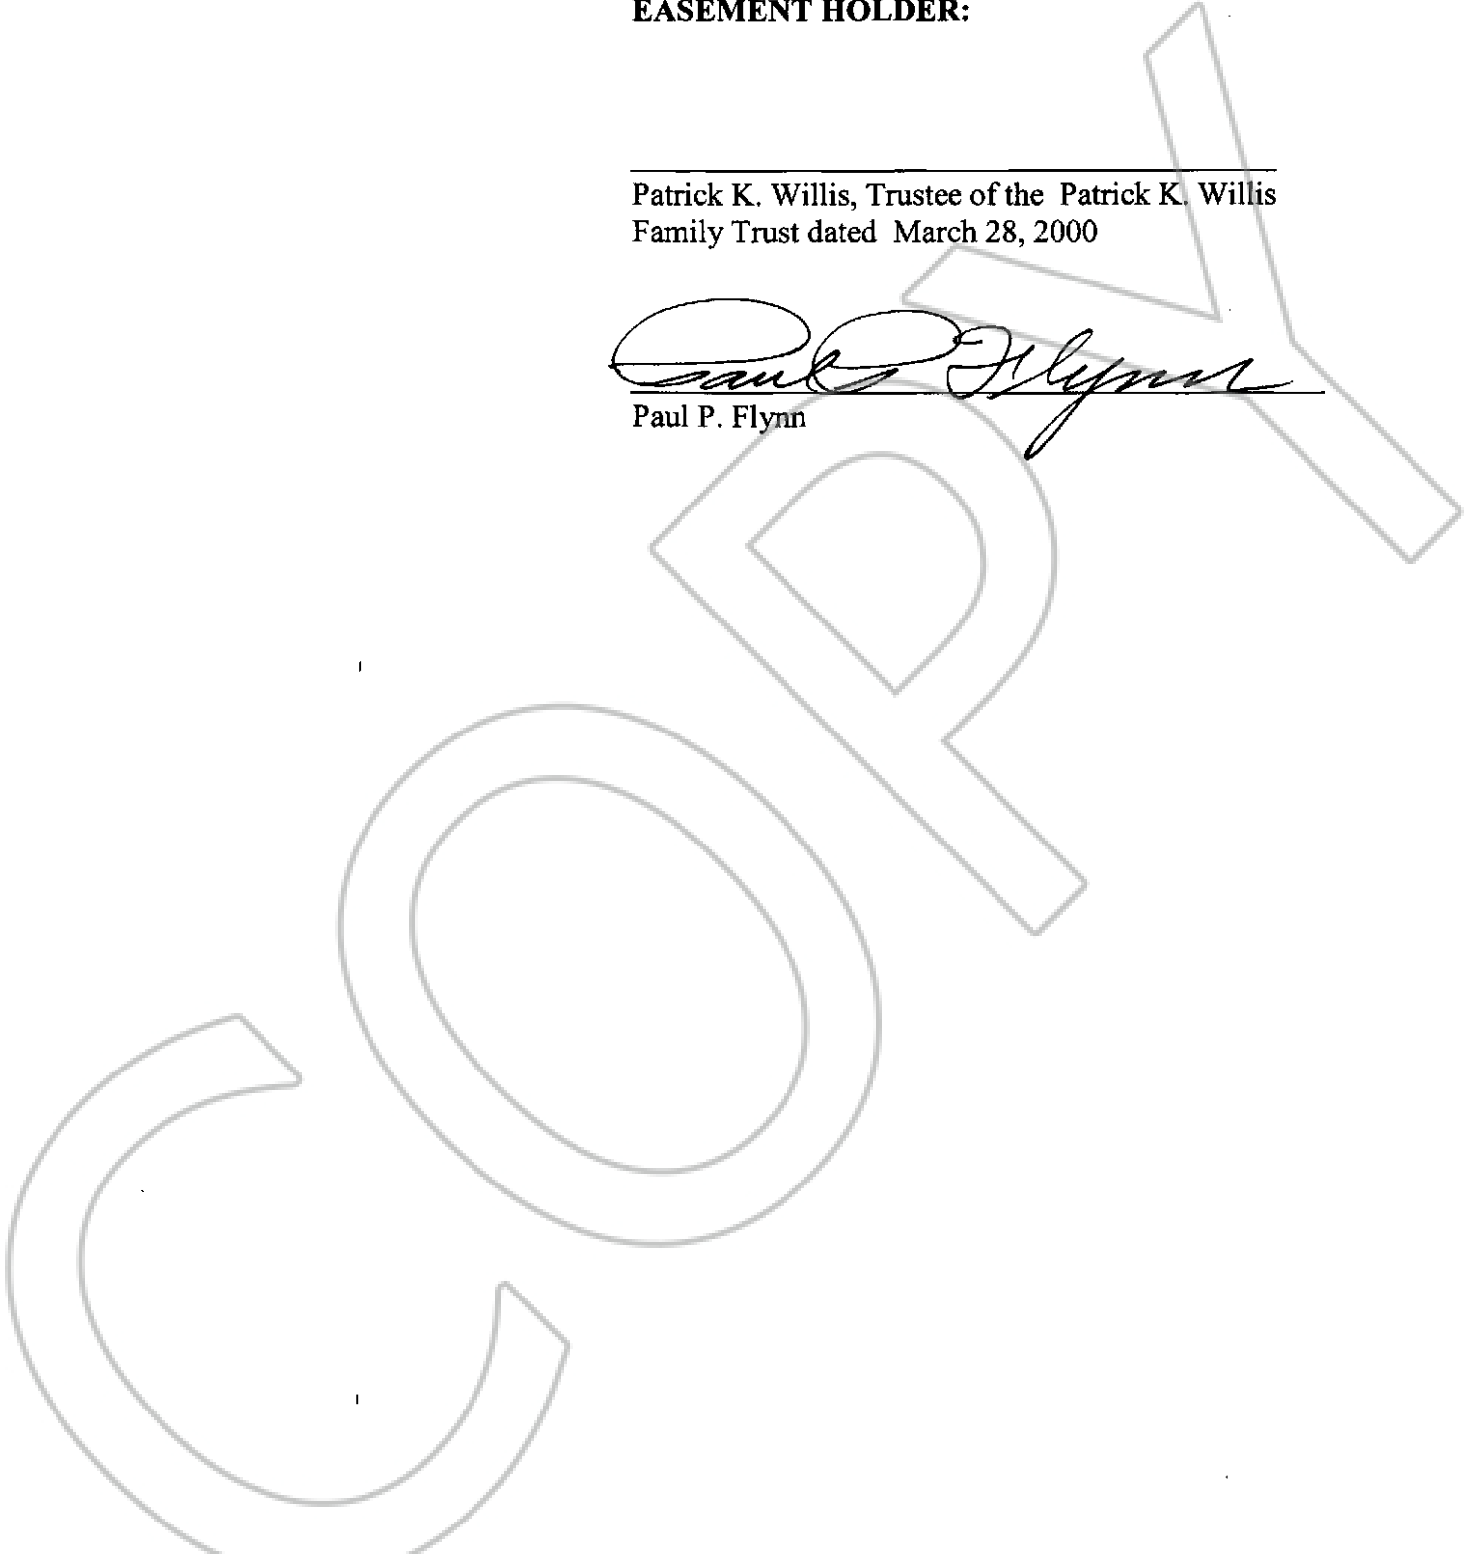 EASEMENT HOLDER:
Patrick K. Willis, Trustee of the Patrick K. Willis
Family Trust dated March 28, 2000
Paul P Flynn
Paul P. Flynn
COPY